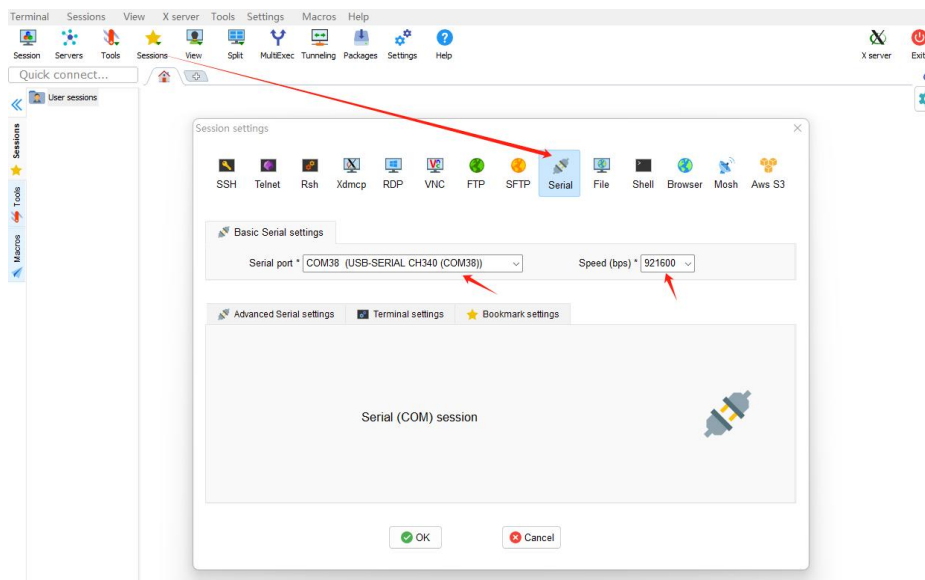 Terminal Sessions View X server Tools Settings Macros Help
Session Servers Tools Sessions View Split MultiExec Tunneling Packages Settings Help X server Exit
Quick connect...
User sessions
Sessions
Tools
Macros
Session settings
SSH Telnet Rsh Xdmcp RDP VNC FTP SFTP Serial File Shell Browser Mosh Aws S3
Basic Serial settings
Serial port * COM38 (USB-SERIAL CH340 (COM38)) Speed (bps) * 921600
Advanced Serial settings Terminal settings Bookmark settings
Serial (COM) session
OK Cancel